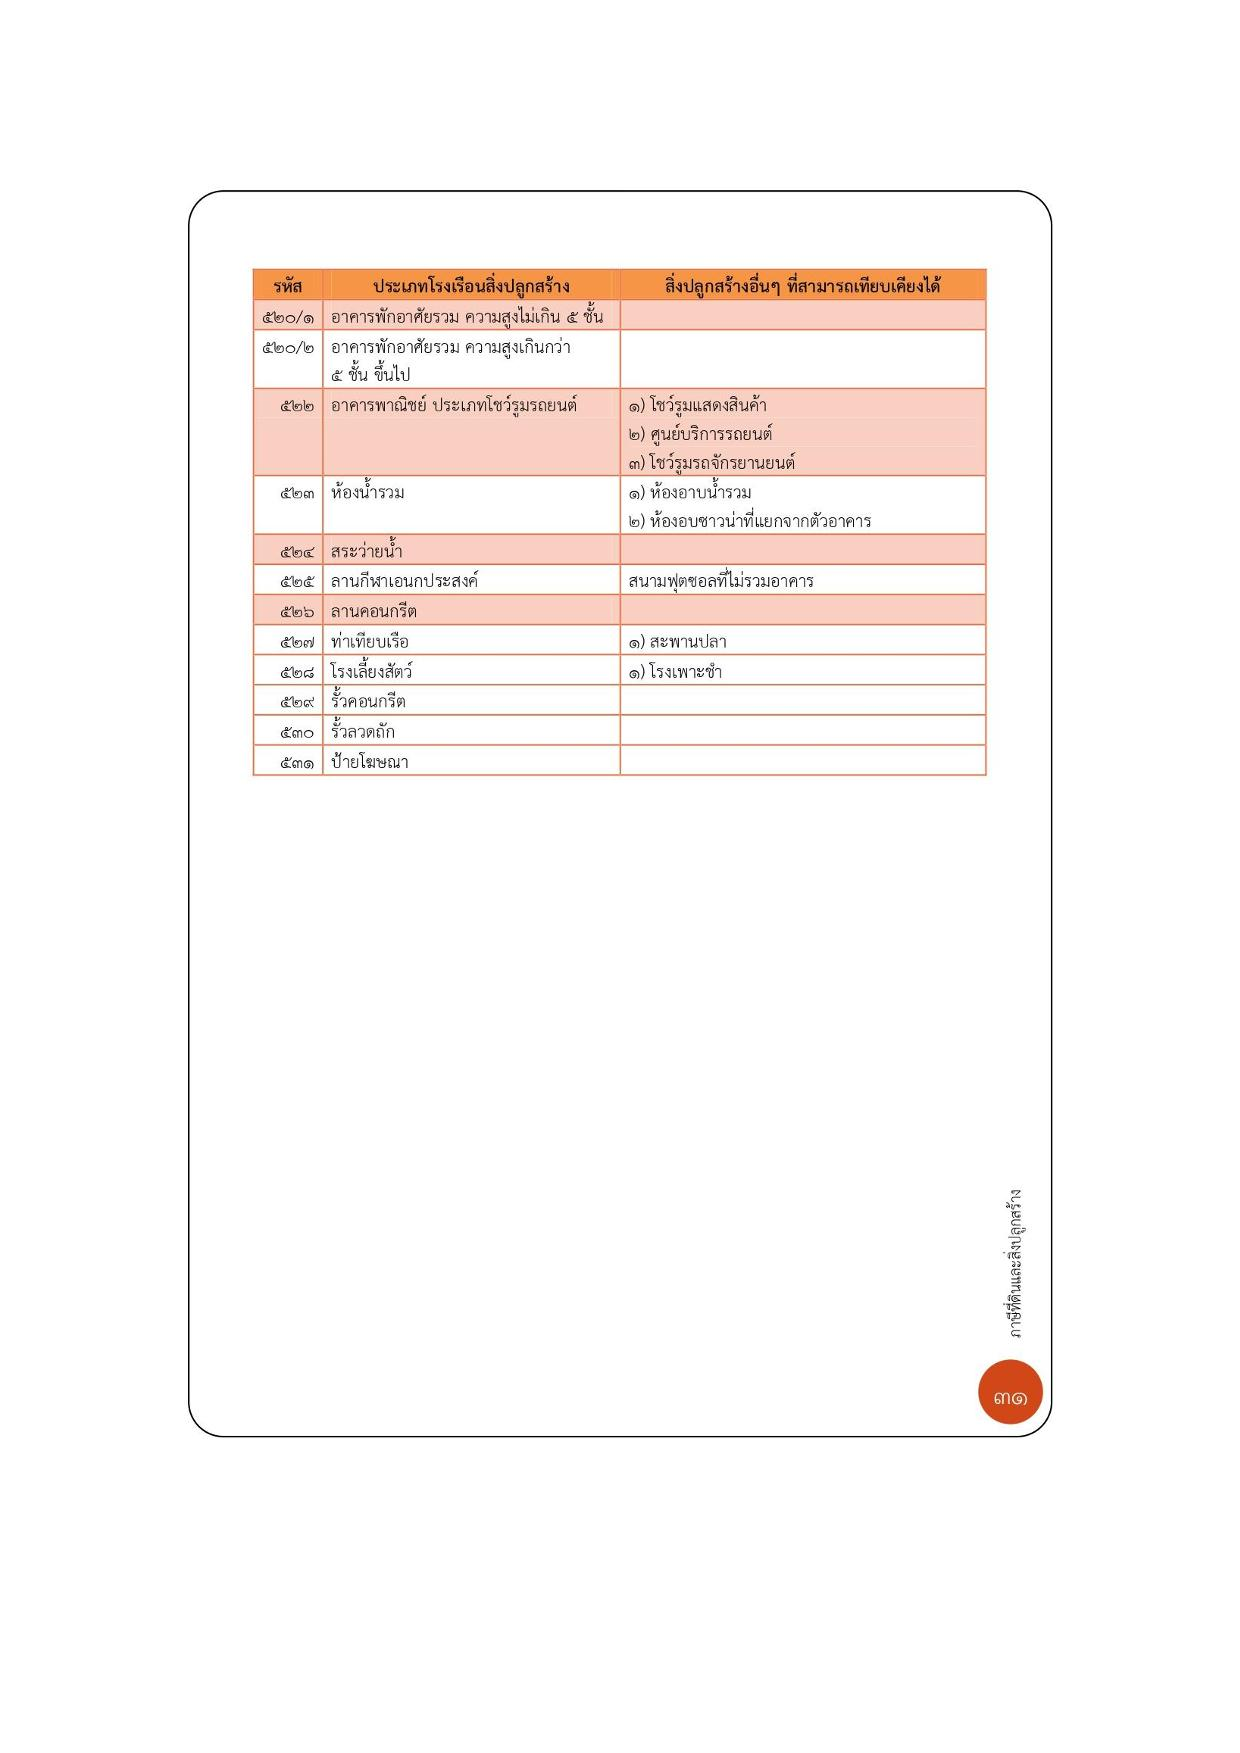 รหัส ประเภทโรงเรือนสิ่งปลูกสร้าง สิ่งปลูกสร้างอื่นๆ ที่สามารถเทียบเคียงได้
๕๒๐/๑ อาคารพักอาศัยรวม ความสูงไม่เกิน ๕ ชั้น
๕๒๐/๒ อาคารพักอาศัยรวม ความสูงเกินกว่า
๕ ชั้น ขึ้นไป
๕๒๒ อาคารพาณิชย์ ประเภทโชว์รูมรถยนต์ ๑) โชว์รูมแสดงสินค้า
๒) ศูนย์บริการรถยนต์
๓) โชว์รูมรถจักรยานยนต์
๕๒๓ ห้องน้ำรวม ๑) ห้องอาบน้ำรวม
๒) ห้องอบซาวน่าที่แยกจากตัวอาคาร
๕๒๔ สระว่ายน้ำ
๕๒๕ ลานกีฬาเอนกประสงค์ สนามฟุตซอลที่ไม่รวมอาคาร
๕๒๖ ลานคอนกรีต
๕๒๗ ท่าเทียบเรือ ๑) สะพานปลา
๕๒๘ โรงเลี้ยงสัตว์ ๑) โรงเพาะชำ
๕๒๙ รั้วคอนกรีต
๕๓๐ รั้วลวดถัก
๕๓๑ ป้ายโฆษณา
ภาษีที่ดินและสิ่งปลูกสร้าง
๓๑